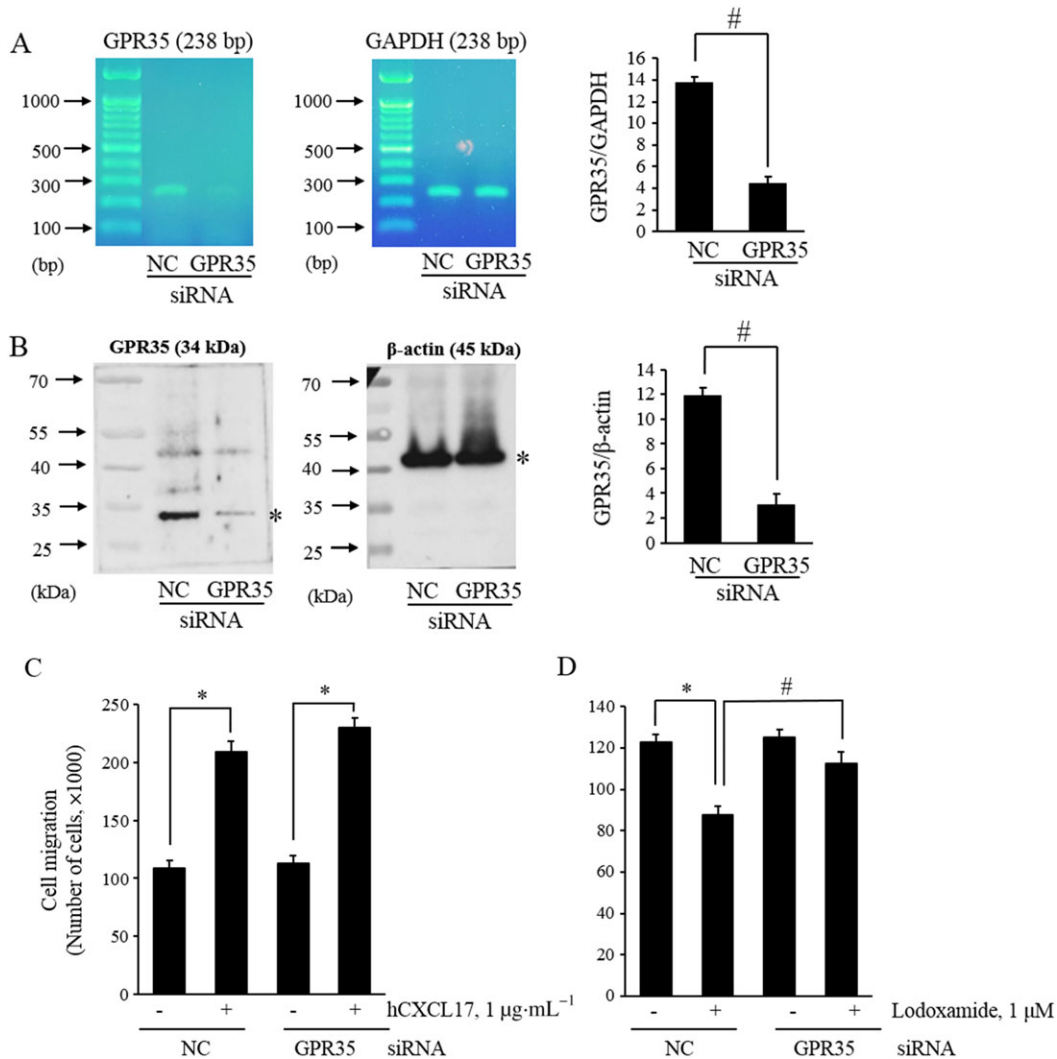 A
GPR35 (238 bp)
1000
500
300
100
(bp)
NC GPR35
siRNA
GAPDH (238 bp)
1000
500
300
100
(bp)
NC GPR35
siRNA
#
GPR35/GAPDH
16
14
12
10
8
6
4
2
0
NC GPR35
siRNA
B
GPR35 (34 kDa)
70
55
40
35
25
*
(kDa)
NC GPR35
siRNA
β-actin (45 kDa)
70
55
40
35
25
*
(kDa)
NC GPR35
siRNA
#
GPR35/β-actin
14
12
10
8
6
4
2
0
NC GPR35
siRNA
C
Cell migration
(Number of cells, ×1000)
250
200
150
100
50
0
* *
- + - + hCXCL17, 1 μg·mL⁻¹
NC GPR35 siRNA
D
140
120
100
80
60
40
20
0
* #
- + - + Lodoxamide, 1 μM
NC GPR35 siRNA